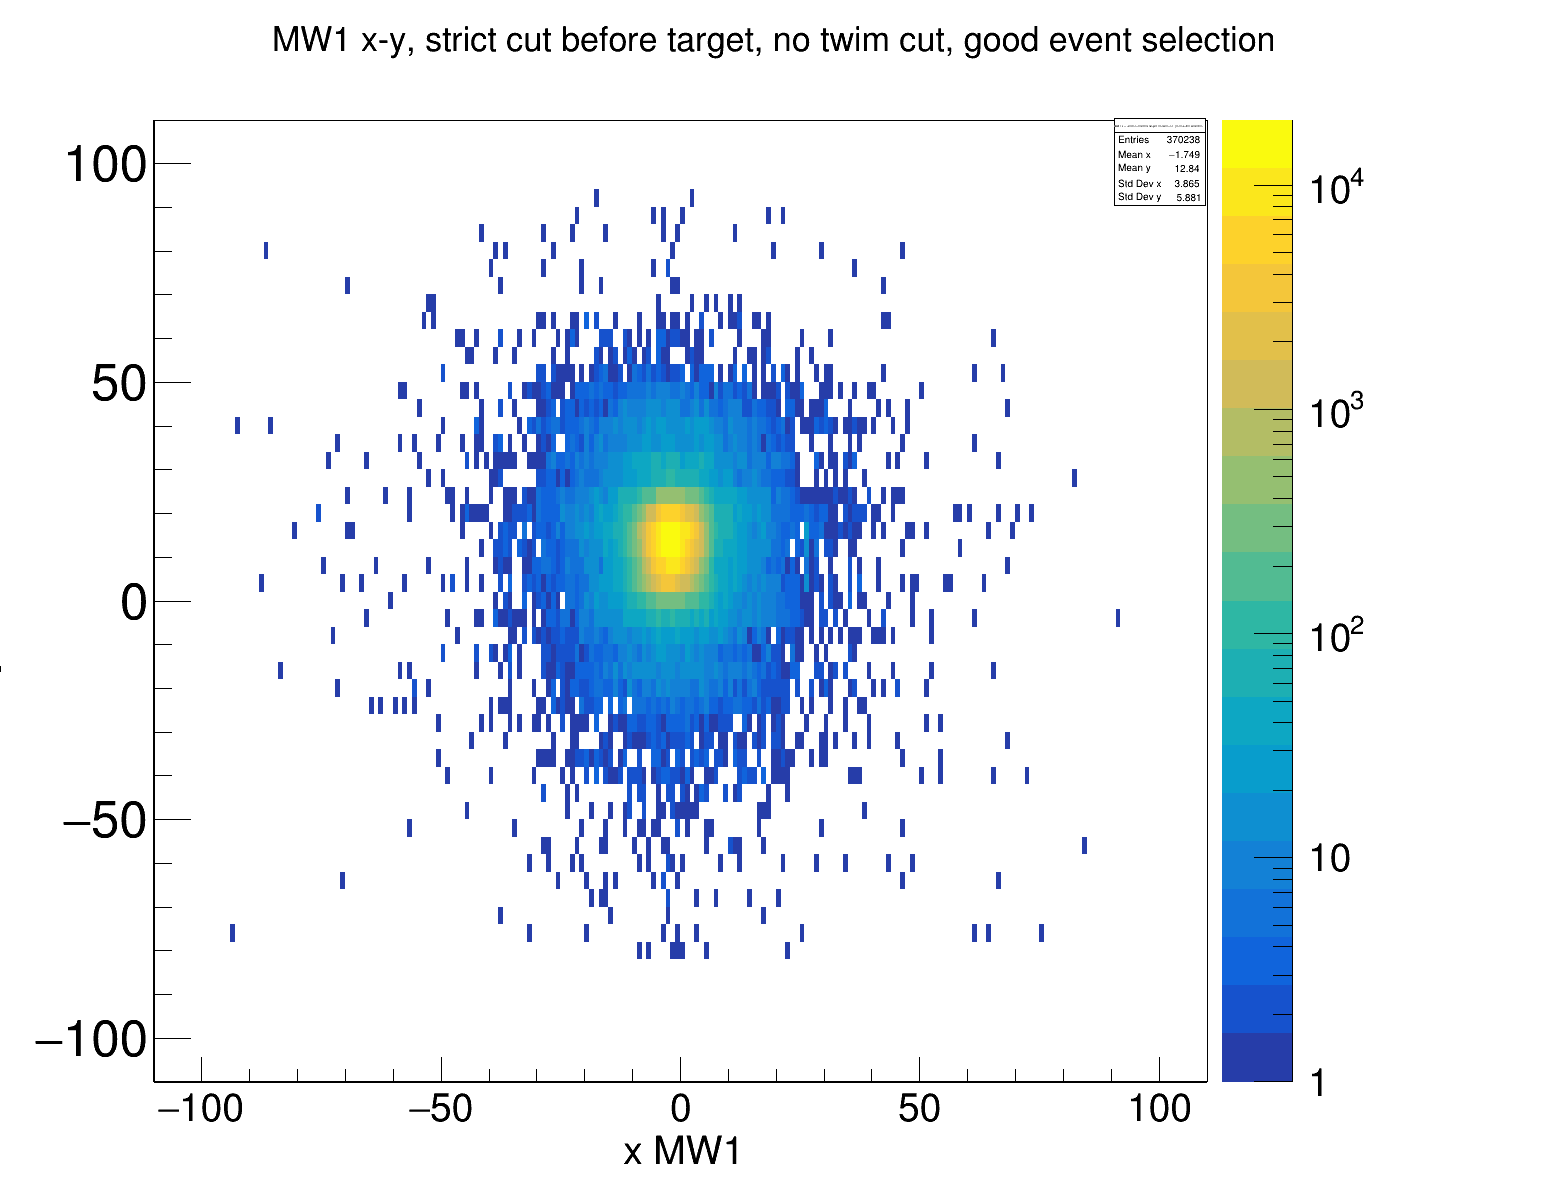 MW1 x-y, strict cut before target, no twim cut, good event selection
Entries 370238
Mean x −1.749
Mean y 12.84
Std Dev x 3.865
Std Dev y 5.881
100
50
0
−50
−100
−100 −50 0 50 100
x MW1
10^4
10^3
10^2
10
1